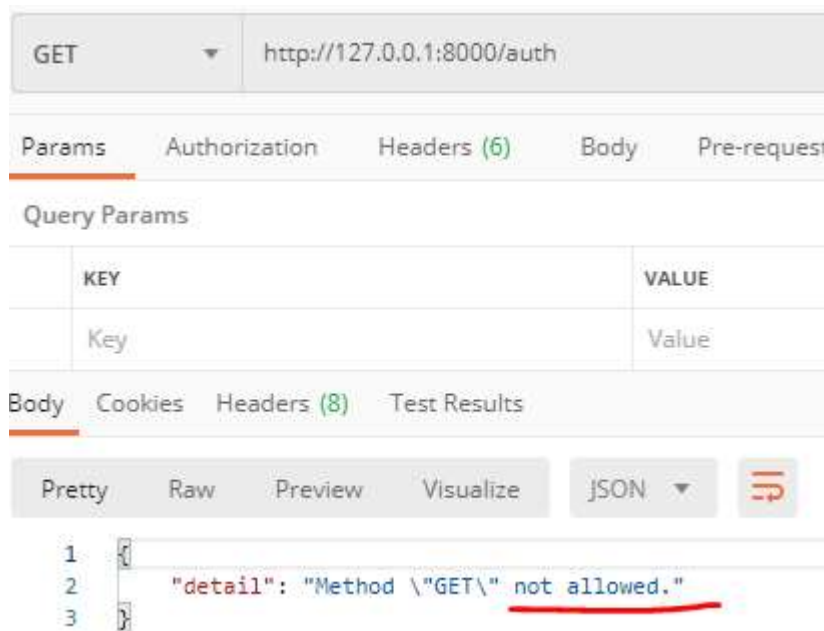 GET http://127.0.0.1:8000/auth
Params Authorization Headers (6) Body Pre-request
Query Params
KEY VALUE
Key Value
Body Cookies Headers (8) Test Results
Pretty Raw Preview Visualize JSON
1 {
2 "detail": "Method \"GET\" not allowed."
3 }